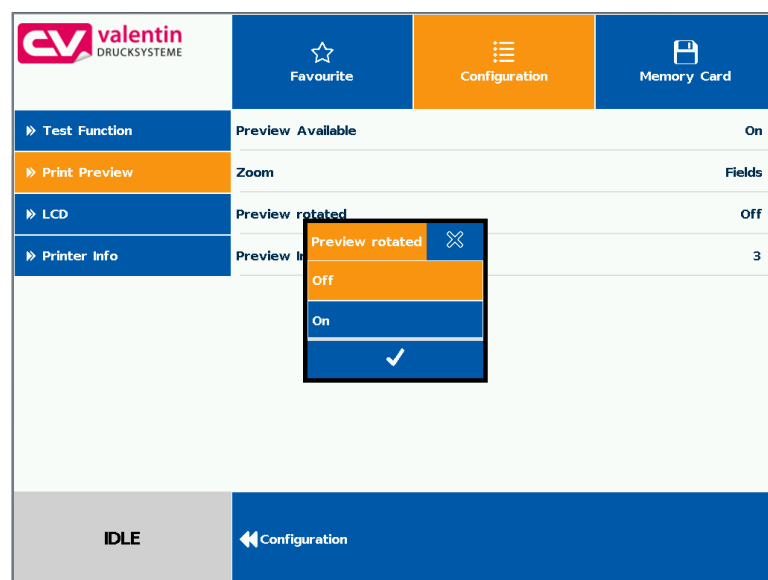 valentin
DRUCKSYSTEME
Favourite
Configuration
Memory Card
Test Function
Preview Available On
Print Preview
Zoom Fields
LCD
Preview rotated Off
Printer Info
Preview 3
Preview rotated
Off
On
IDLE
Configuration